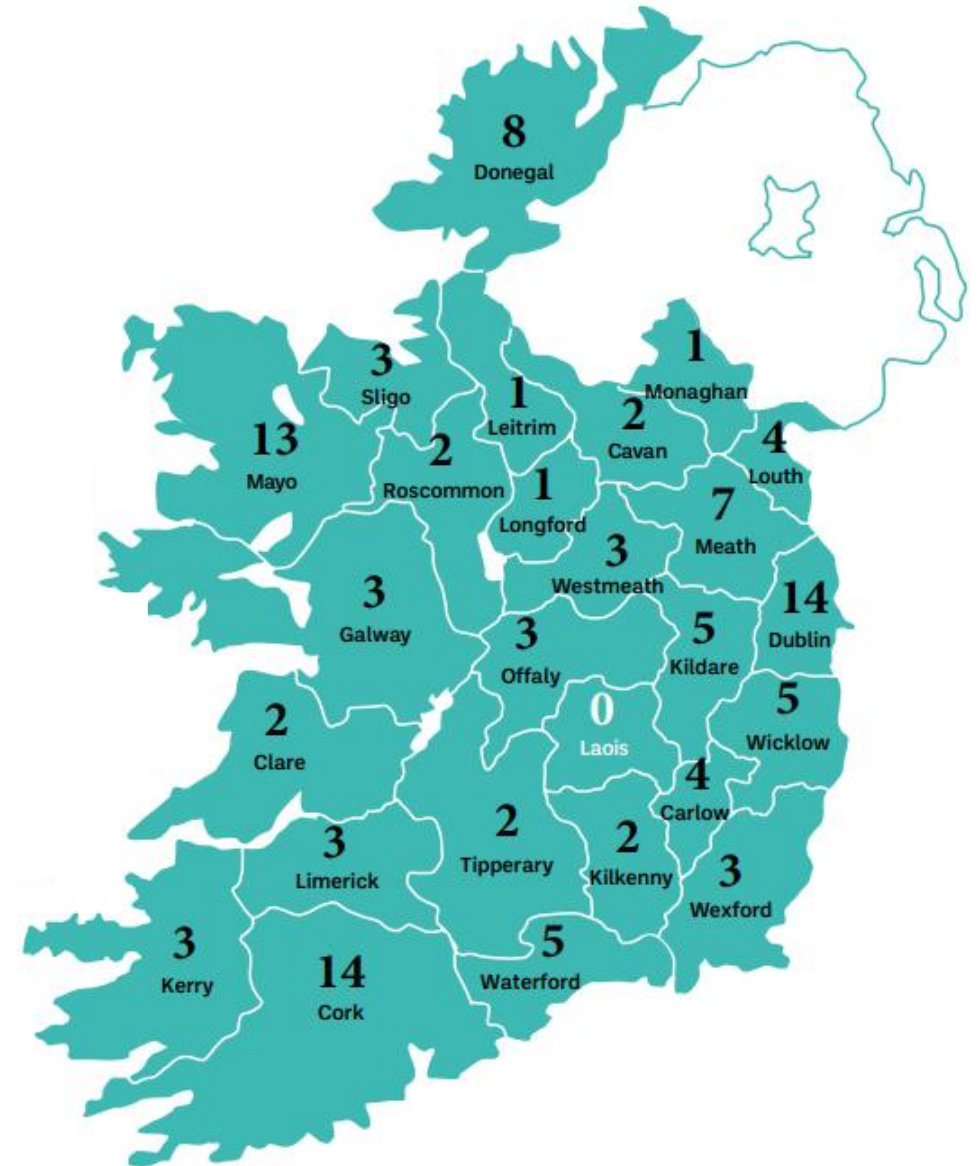 8
Donegal
1
Monaghan
3
Sligo
1
Leitrim
2
Cavan
4
Louth
13
Mayo
2
Roscommon
1
Longford
7
Meath
3
Westmeath
3
Galway
3
Offaly
5
Kildare
14
Dublin
2
Clare
0
Laois
5
Wicklow
4
Carlow
3
Limerick
2
Tipperary
2
Kilkenny
3
Wexford
3
Kerry
14
Cork
5
Waterford